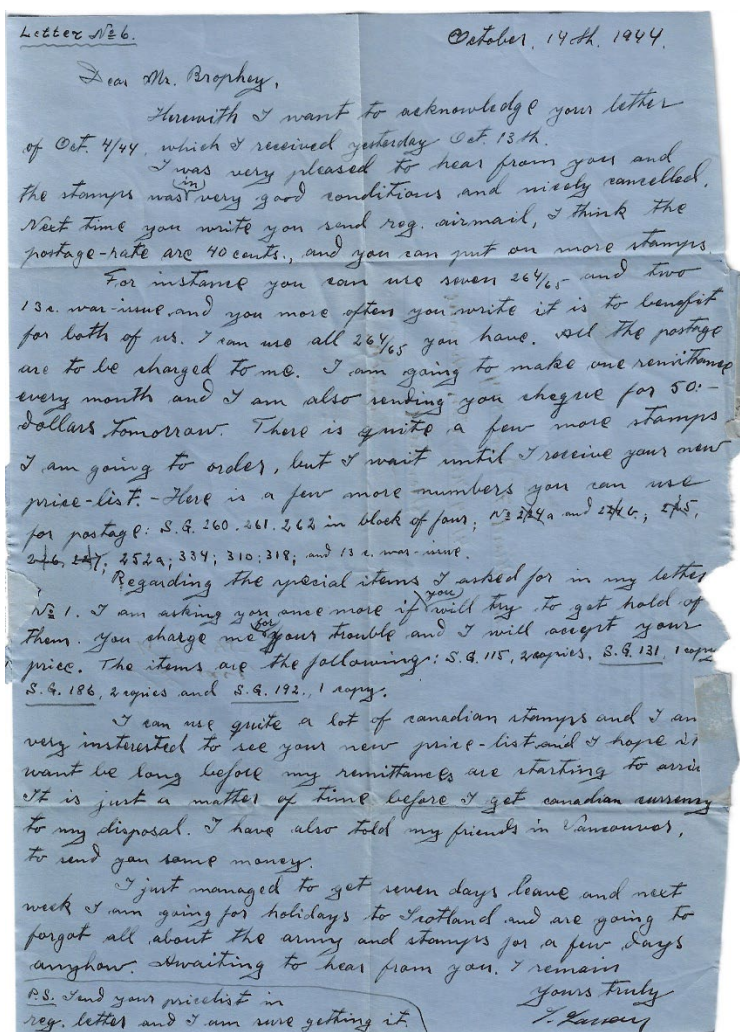 Letter № 6.
October, 14th. 1944.
Dear Mr. Brophey,
Herewith I want to acknowledge your letter
of Oct. 4/44, which I received yesterday Oct. 13th.
I was very pleased to hear from you and
the stamps was in very good conditions and nicely cancelled.
Next time you write you send reg. airmail, I think the
postage-rate are 40 cents., and you can put on more stamps
For instance you can use seven 264/65 and two
13 c. war-issue, and you more often you write it is to benefit
for both of us. I can use all 264/65 you have. All the postage
are to be charged to me. I am going to make one remittance
every month and I am also sending you cheque for 50.-
dollars tomorrow. There is quite a few more stamps
I am going to order, but I wait until I receive your new
price-list. - Here is a few more numbers you can use
for postage: S.G. 260. 261. 262 in block of four; № a and
252a; 334; 310; 318; and 13 c. war-issue.
Regarding the special items I asked for in my letter
№ 1. I am asking you once more if you will try to get hold of
them. you charge me for your trouble and I will accept your
price. The items are the following: S.G. 115, 2 copies, S.G. 131, 1 copy
S.G. 186, 2 copies and S.G. 192, 1 copy.
I can use quite a lot of canadian stamps and I am
very insterested to see your new price-list and I hope it
want be long before my remittances are starting to arriv
It is just a matter of time before I get canadian currency
to my disposal. I have also told my friends in Vancouver,
to send you some money.
I just managed to get seven days leave and next
week I am going for holidays to Scotland and are going to
forgot all about the army and stamps for a few days
anyhow. Awaiting to hear from you. I remain
Yours truly
P.S. Send your pricelist in
reg. letter and I am sure getting it.